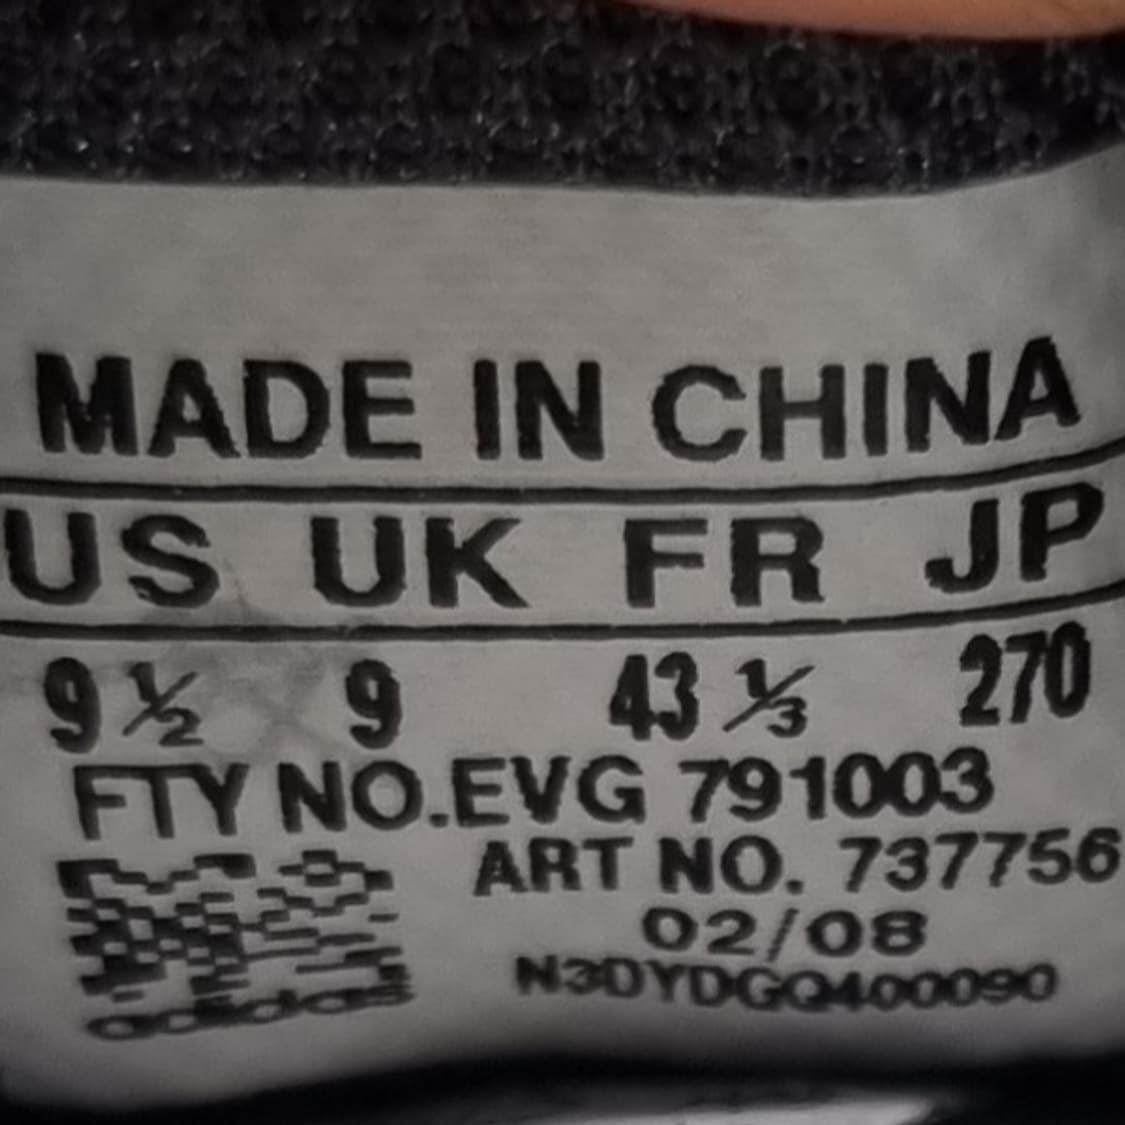 MADE IN CHINA
US UK FR JP
9 ½ 9 43 ⅓ 270
FTY NO.EVG 791003
ART NO. 737756
02/08
N3DYDGQ400090
adidas